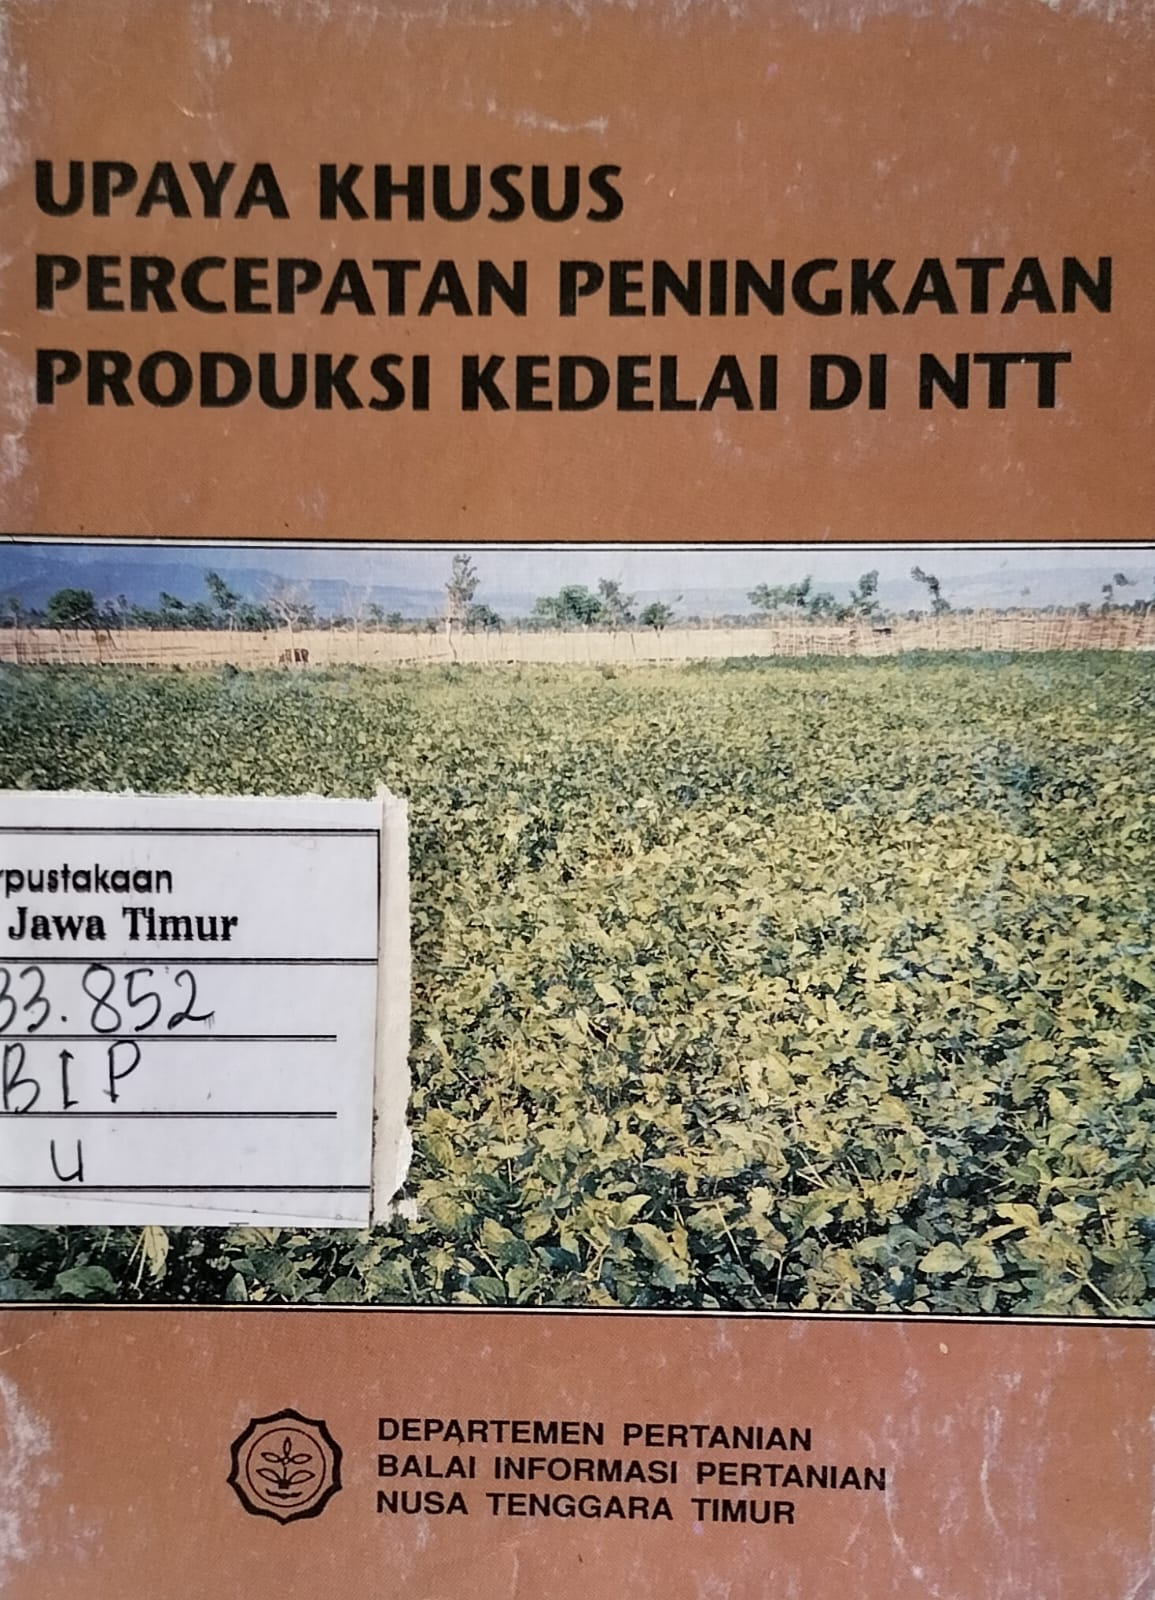 UPAYA KHUSUS
PERCEPATAN PENINGKATAN
PRODUKSI KEDELAI DI NTT
rpustakaan
Jawa Timur
33.852
BIP
u
DEPARTEMEN PERTANIAN
BALAI INFORMASI PERTANIAN
NUSA TENGGARA TIMUR